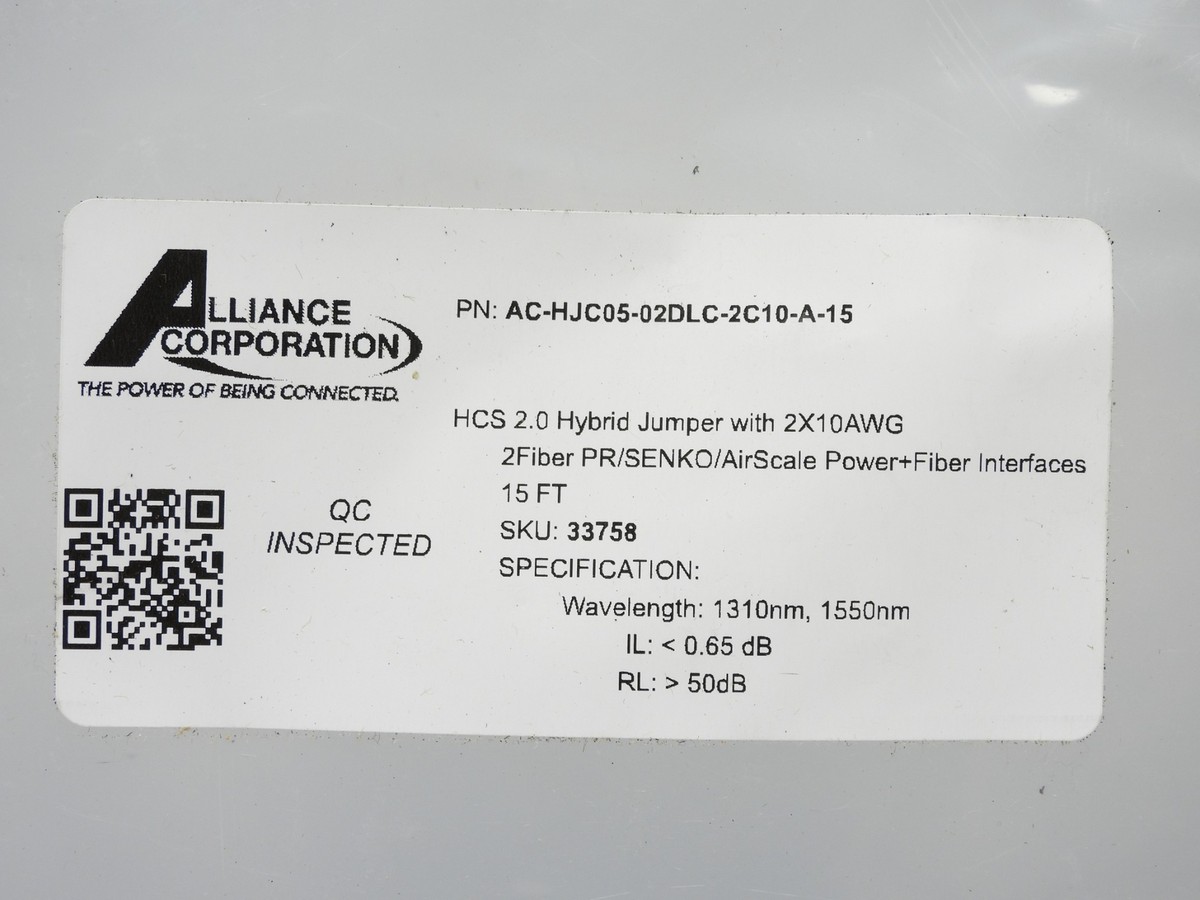 ALLIANCE
CORPORATION
THE POWER OF BEING CONNECTED.
PN: AC-HJC05-02DLC-2C10-A-15
HCS 2.0 Hybrid Jumper with 2X10AWG
2Fiber PR/SENKO/AirScale Power+Fiber Interfaces
15 FT
SKU: 33758
SPECIFICATION:
Wavelength: 1310nm, 1550nm
IL: < 0.65 dB
RL: > 50dB
QC
INSPECTED